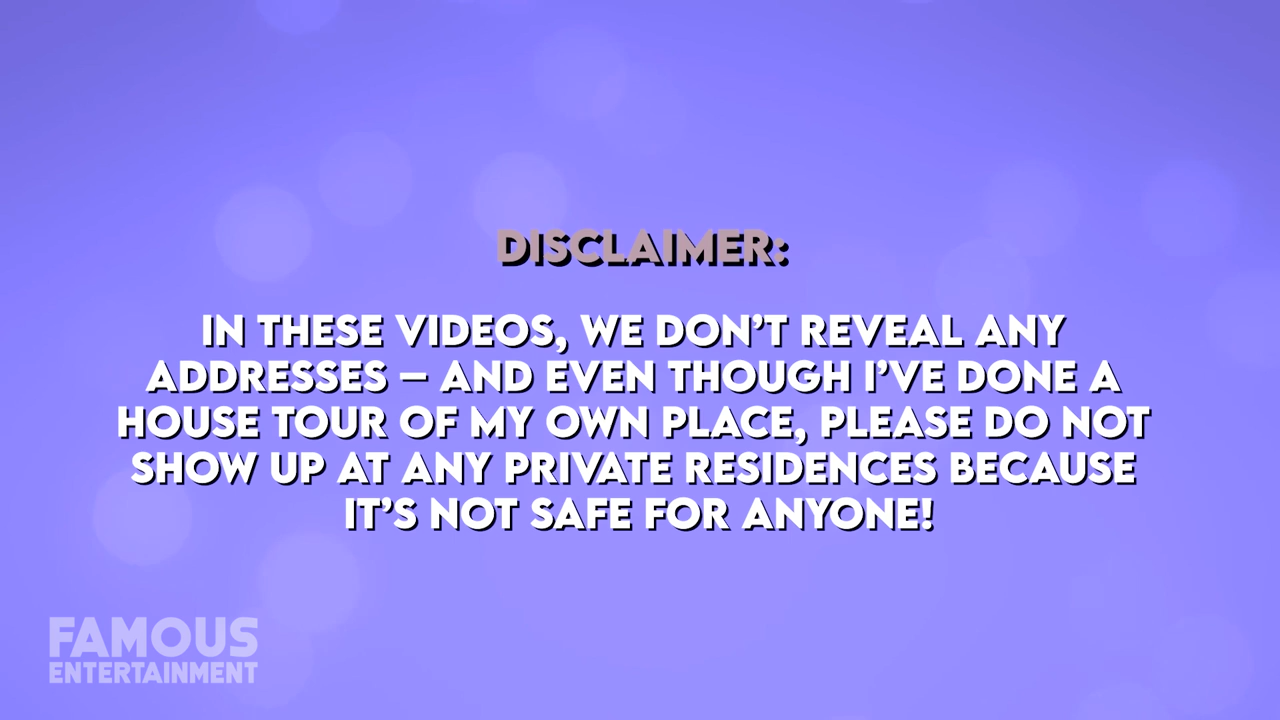 DISCLAIMER:
IN THESE VIDEOS, WE DON’T REVEAL ANY
ADDRESSES – AND EVEN THOUGH I’VE DONE A
HOUSE TOUR OF MY OWN PLACE, PLEASE DO NOT
SHOW UP AT ANY PRIVATE RESIDENCES BECAUSE
IT’S NOT SAFE FOR ANYONE!
FAMOUS
ENTERTAINMENT